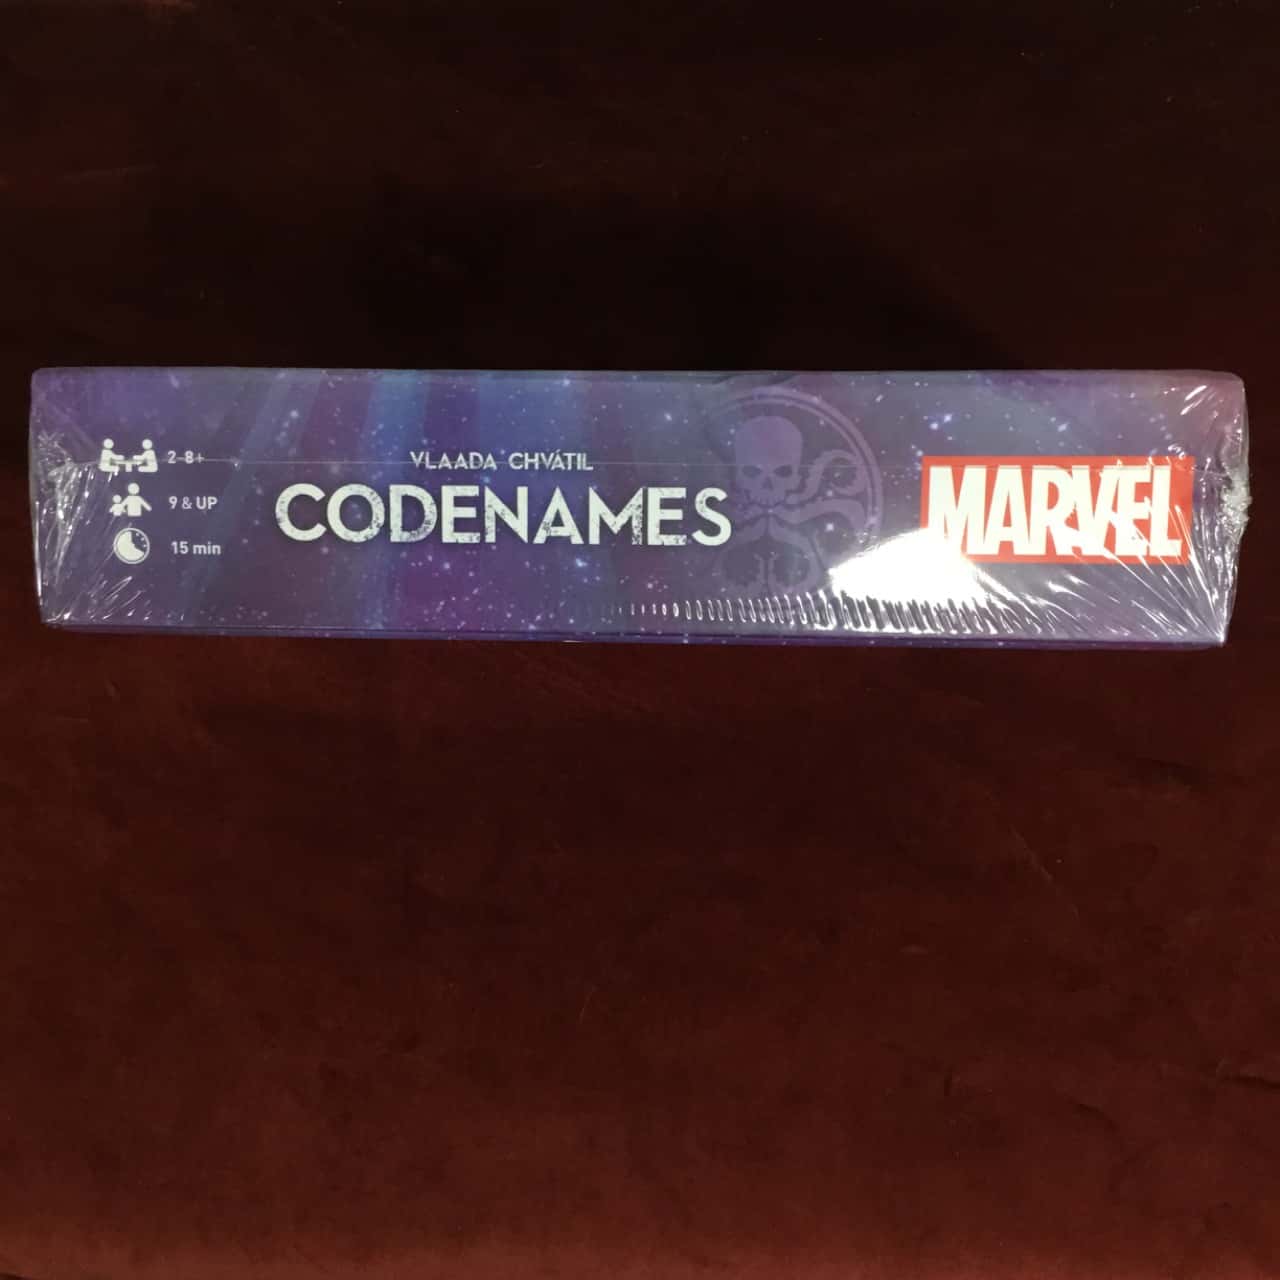 2-8+
9 & UP
15 min
VLAADA CHVÁTIL
CODENAMES
MARVEL